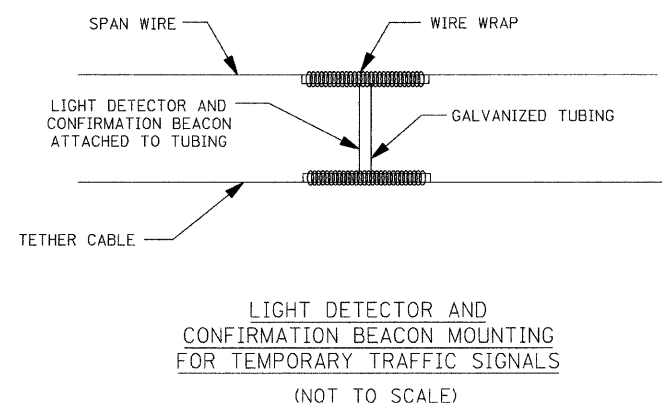 SPAN WIRE
WIRE WRAP
LIGHT DETECTOR AND
CONFIRMATION BEACON
ATTACHED TO TUBING
GALVANIZED TUBING
TETHER CABLE
LIGHT DETECTOR AND
CONFIRMATION BEACON MOUNTING
FOR TEMPORARY TRAFFIC SIGNALS
(NOT TO SCALE)